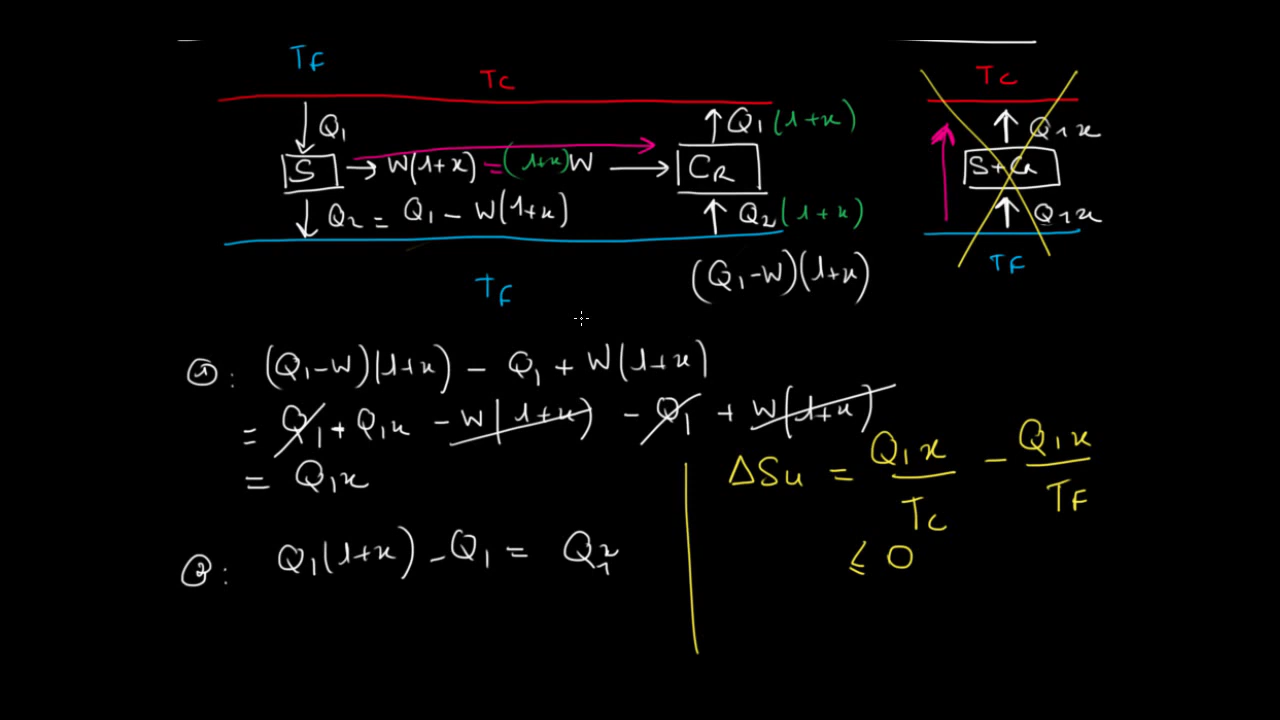 T_F
T_C
T_C
Q_1
Q_1(1+x)
Q_1x
S → W(1+x) = (1+x)W → C_R
S+C_R
Q_2 = Q_1 - W(1+x)
Q_2(1+x)
Q_1x
(Q_1-W)(1+x)
T_F
T_F
①: (Q_1-W)(1+x) - Q_1 + W(1+x)
= Q_1 + Q_1x - W(1+x) - Q_1 + W(1+x)
= Q_1x
ΔSu = Q_1x/T_C - Q_1x/T_F
≤ 0
②: Q_1(1+x) - Q_1 = Q_1x